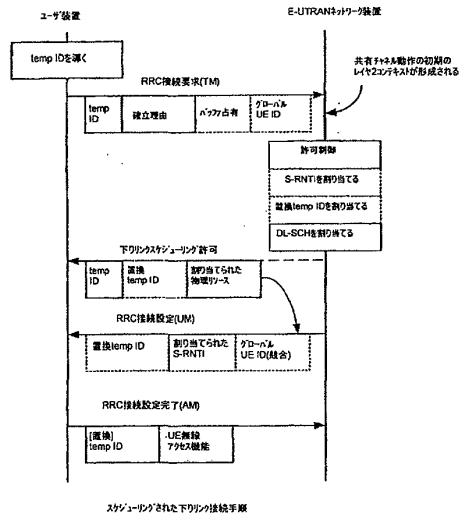 ユーザ装置
E-UTRANネットワーク装置
temp IDを導く
共有チャネル動作の初期の
レイヤ2コンテキストが形成される
RRC接続要求(TM)
temp
ID
確立理由
バッファ占有
グローバル
UE ID
許可制御
S-RNTIを割り当てる
置換temp IDを割り当てる
DL-SCHを割り当てる
下りリンクスケジューリング許可
temp
ID
置換
temp ID
割り当てられた
物理リソース
RRC接続設定(UM)
置換temp ID
割り当てられた
S-RNTI
グローバル
UE ID(結合)
RRC接続設定完了(AM)
[置換]
temp ID
UE無線
アクセス機能
スケジューリングされた下りリンク接続手順